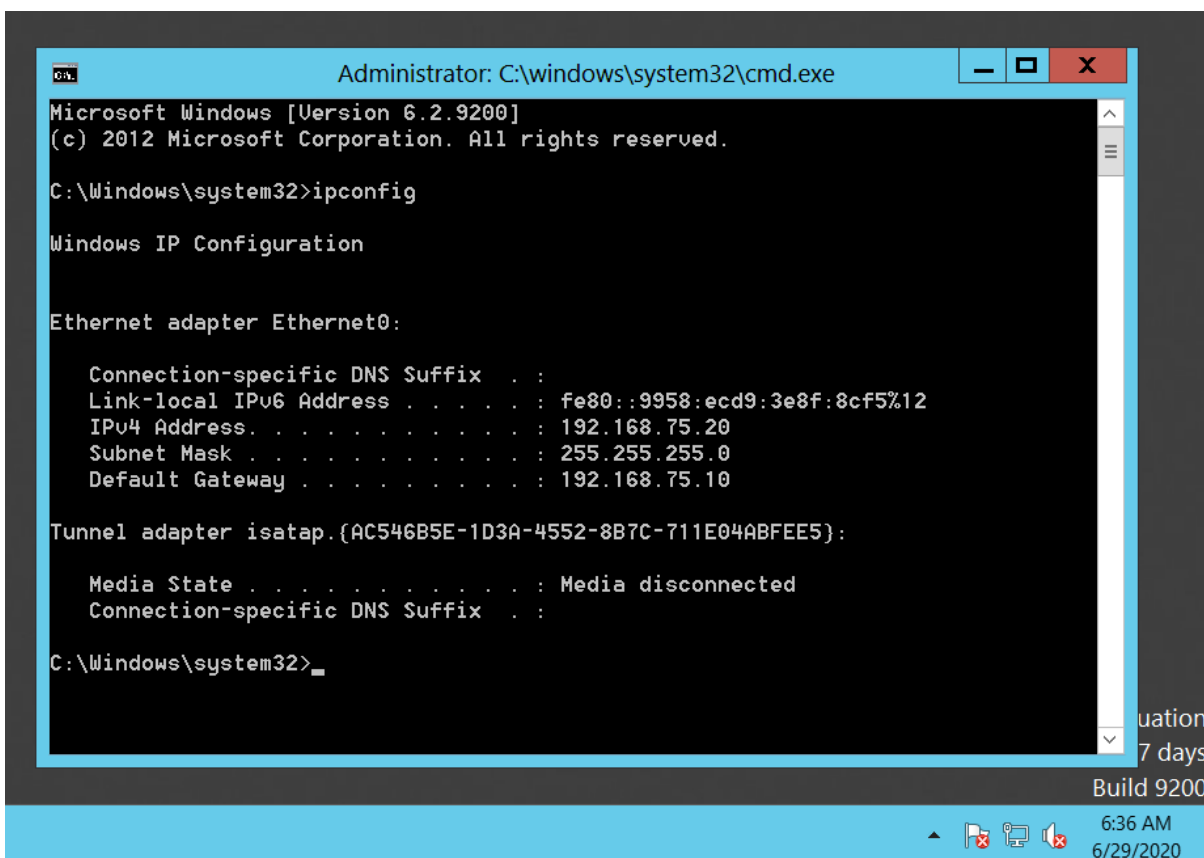 Administrator: C:\windows\system32\cmd.exe
Microsoft Windows [Version 6.2.9200]
(c) 2012 Microsoft Corporation. All rights reserved.
C:\Windows\system32>ipconfig
Windows IP Configuration
Ethernet adapter Ethernet0:
Connection-specific DNS Suffix . :
Link-local IPv6 Address . . . . . : fe80::9958:ecd9:3e8f:8cf5%12
IPv4 Address. . . . . . . . . . . : 192.168.75.20
Subnet Mask . . . . . . . . . . . : 255.255.255.0
Default Gateway . . . . . . . . . : 192.168.75.10
Tunnel adapter isatap.{AC546B5E-1D3A-4552-8B7C-711E04ABFEE5}:
Media State . . . . . . . . . . . : Media disconnected
Connection-specific DNS Suffix . :
C:\Windows\system32>_
uation
7 days
Build 9200
6:36 AM
6/29/2020